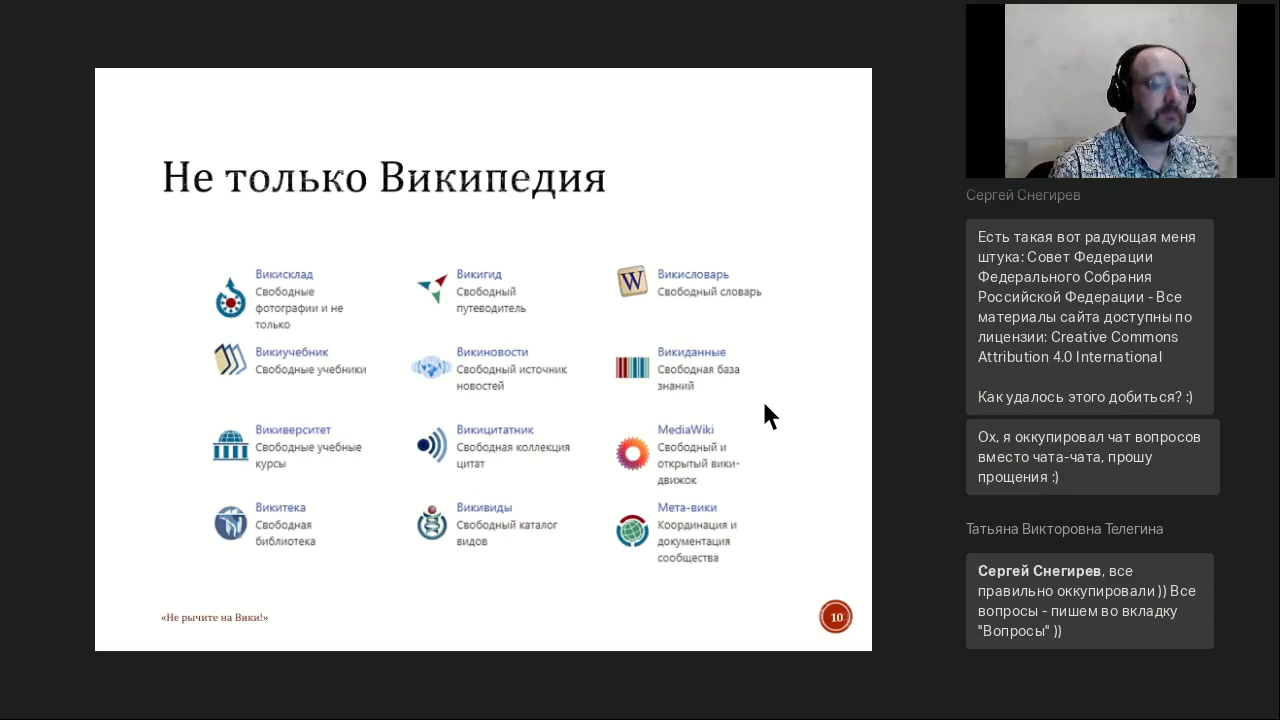 Не только Википедия
Викисклад
Свободные
фотографии и не
только
Викигид
Свободный
путеводитель
W
Викисловарь
Свободный словарь
Викиучебник
Свободные учебники
Викиновости
Свободный источник
новостей
Викиданные
Свободная база
знаний
Викиверситет
Свободные учебные
курсы
Викицитатник
Свободная коллекция
цитат
MediaWiki
Свободный и
открытый вики-
движок
Викитека
Свободная
библиотека
Викивиды
Свободный каталог
видов
Мета-вики
Координация и
документация
сообщества
«Не рычите на Вики!»
10
Сергей Снегирев
Есть такая вот радующая меня
штука: Совет Федерации
Федерального Собрания
Российской Федерации - Все
материалы сайта доступны по
лицензии: Creative Commons
Attribution 4.0 International
Как удалось этого добиться? :)
Ох, я оккупировал чат вопросов
вместо чата-чата, прошу
прощения :)
Татьяна Викторовна Телегина
Сергей Снегирев, все
правильно оккупировали )) Все
вопросы - пишем во вкладку
"Вопросы" ))